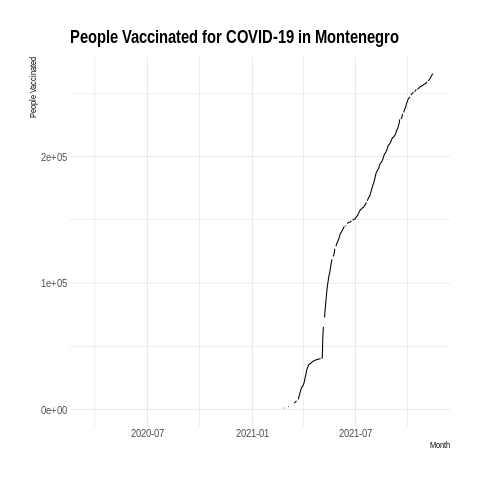 People Vaccinated for COVID-19 in Montenegro
People Vaccinated
2e+05
1e+05
0e+00
2020-07 2021-01 2021-07
Month